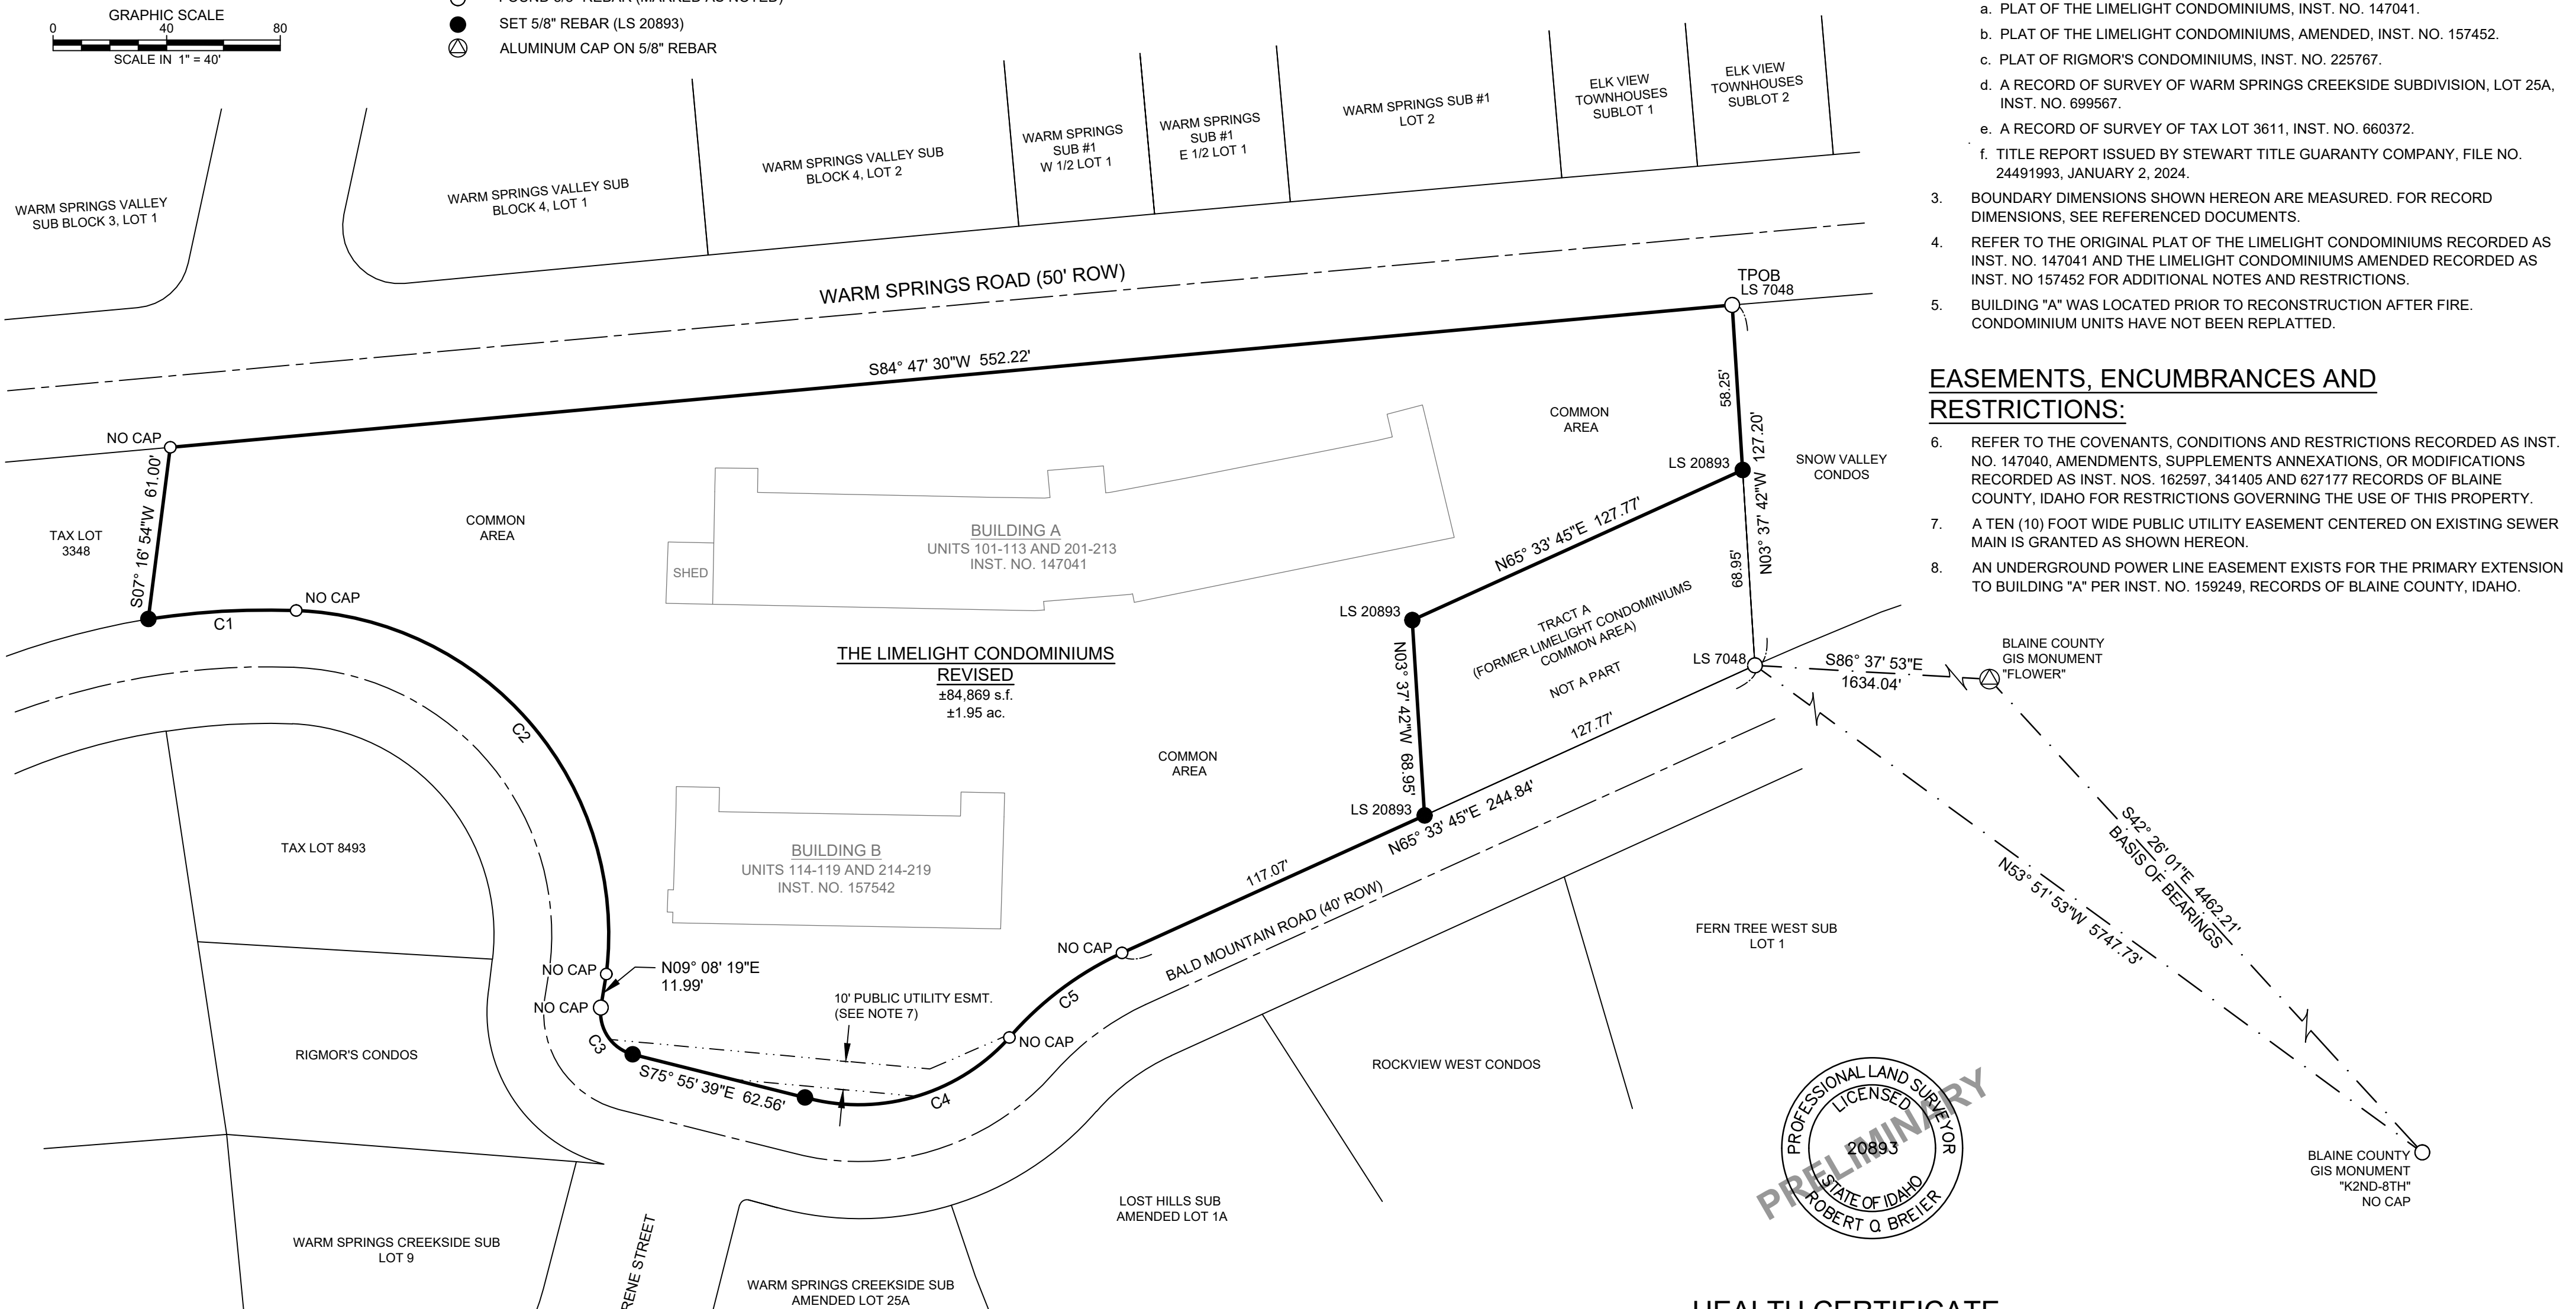 GRAPHIC SCALE
0 40 80
SCALE IN 1" = 40'
SET 5/8" REBAR (LS 20893)
ALUMINUM CAP ON 5/8" REBAR
WARM SPRINGS VALLEY
SUB BLOCK 3, LOT 1
WARM SPRINGS VALLEY SUB
BLOCK 4, LOT 1
WARM SPRINGS VALLEY SUB
BLOCK 4, LOT 2
WARM SPRINGS
SUB #1
W 1/2 LOT 1
WARM SPRINGS
SUB #1
E 1/2 LOT 1
WARM SPRINGS SUB #1
LOT 2
ELK VIEW
TOWNHOUSES
SUBLOT 1
ELK VIEW
TOWNHOUSES
SUBLOT 2
WARM SPRINGS ROAD (50' ROW)
TPOB
LS 7048
S84° 47' 30"W 552.22'
NO CAP
S07° 16' 54"W 61.00'
TAX LOT
3348
COMMON
AREA
NO CAP
C1
C2
SHED
BUILDING A
UNITS 101-113 AND 201-213
INST. NO. 147041
COMMON
AREA
58.25'
N03° 37' 42"W 127.20'
LS 20893
SNOW VALLEY
CONDOS
N65° 33' 45"E 127.77'
68.95'
LS 20893
TRACT A
(FORMER LIMELIGHT CONDOMINIUMS
COMMON AREA)
NOT A PART
LS 7048
N03° 37' 42"W 68.95'
127.77'
THE LIMELIGHT CONDOMINIUMS
REVISED
±84,869 s.f.
±1.95 ac.
COMMON
AREA
LS 20893
N65° 33' 45"E 244.84'
117.07'
BUILDING B
UNITS 114-119 AND 214-219
INST. NO. 157542
TAX LOT 8493
NO CAP
N09° 08' 19"E
11.99'
NO CAP
C3
S75° 55' 39"E 62.56'
10' PUBLIC UTILITY ESMT.
(SEE NOTE 7)
C4
NO CAP
C5
NO CAP
BALD MOUNTAIN ROAD (40' ROW)
RIGMOR'S CONDOS
FERN TREE WEST SUB
LOT 1
ROCKVIEW WEST CONDOS
LOST HILLS SUB
AMENDED LOT 1A
WARM SPRINGS CREEKSIDE SUB
LOT 9
RENE STREET
WARM SPRINGS CREEKSIDE SUB
AMENDED LOT 25A
S86° 37' 53"E
1634.04'
BLAINE COUNTY
GIS MONUMENT
"FLOWER"
S42° 26' 01"E 4462.21'
BASIS OF BEARINGS
N53° 51' 53"W 5747.73'
BLAINE COUNTY
GIS MONUMENT
"K2ND-8TH"
NO CAP
PROFESSIONAL LAND SURVEYOR
LICENSED
20893
STATE OF IDAHO
ROBERT O. BREIER
PRELIMINARY
a. PLAT OF THE LIMELIGHT CONDOMINIUMS, INST. NO. 147041.
b. PLAT OF THE LIMELIGHT CONDOMINIUMS, AMENDED, INST. NO. 157452.
c. PLAT OF RIGMOR'S CONDOMINIUMS, INST. NO. 225767.
d. A RECORD OF SURVEY OF WARM SPRINGS CREEKSIDE SUBDIVISION, LOT 25A,
INST. NO. 699567.
e. A RECORD OF SURVEY OF TAX LOT 3611, INST. NO. 660372.
f. TITLE REPORT ISSUED BY STEWART TITLE GUARANTY COMPANY, FILE NO.
24491993, JANUARY 2, 2024.
3. BOUNDARY DIMENSIONS SHOWN HEREON ARE MEASURED. FOR RECORD
DIMENSIONS, SEE REFERENCED DOCUMENTS.
4. REFER TO THE ORIGINAL PLAT OF THE LIMELIGHT CONDOMINIUMS RECORDED AS
INST. NO. 147041 AND THE LIMELIGHT CONDOMINIUMS AMENDED RECORDED AS
INST. NO 157452 FOR ADDITIONAL NOTES AND RESTRICTIONS.
5. BUILDING "A" WAS LOCATED PRIOR TO RECONSTRUCTION AFTER FIRE.
CONDOMINIUM UNITS HAVE NOT BEEN REPLATTED.
EASEMENTS, ENCUMBRANCES AND
RESTRICTIONS:
6. REFER TO THE COVENANTS, CONDITIONS AND RESTRICTIONS RECORDED AS INST.
NO. 147040, AMENDMENTS, SUPPLEMENTS ANNEXATIONS, OR MODIFICATIONS
RECORDED AS INST. NOS. 162597, 341405 AND 627177 RECORDS OF BLAINE
COUNTY, IDAHO FOR RESTRICTIONS GOVERNING THE USE OF THIS PROPERTY.
7. A TEN (10) FOOT WIDE PUBLIC UTILITY EASEMENT CENTERED ON EXISTING SEWER
MAIN IS GRANTED AS SHOWN HEREON.
8. AN UNDERGROUND POWER LINE EASEMENT EXISTS FOR THE PRIMARY EXTENSION
TO BUILDING "A" PER INST. NO. 159249, RECORDS OF BLAINE COUNTY, IDAHO.
HEALTH CERTIFICATE